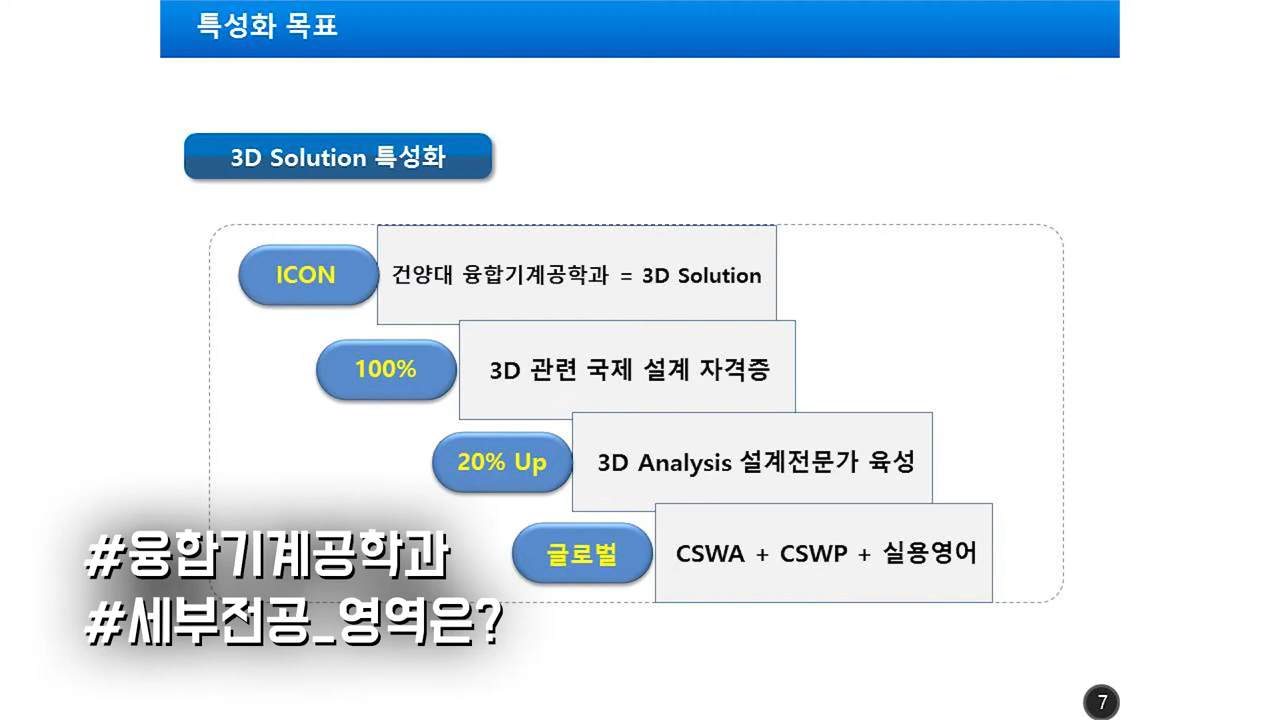 특성화 목표
3D Solution 특성화
ICON
건양대 융합기계공학과 = 3D Solution
100%
3D 관련 국제 설계 자격증
20% Up
3D Analysis 설계전문가 육성
글로벌
CSWA + CSWP + 실용영어
#융합기계공학과
#세부전공_영역은?
7